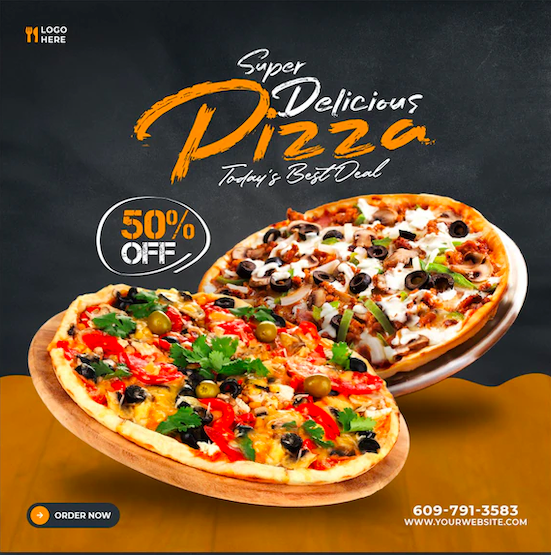 LOGO
HERE
Super
Delicious
Pizza
Today's Best Deal
50%
OFF
ORDER NOW
609-791-3583
WWW.YOURWEBSITE.COM